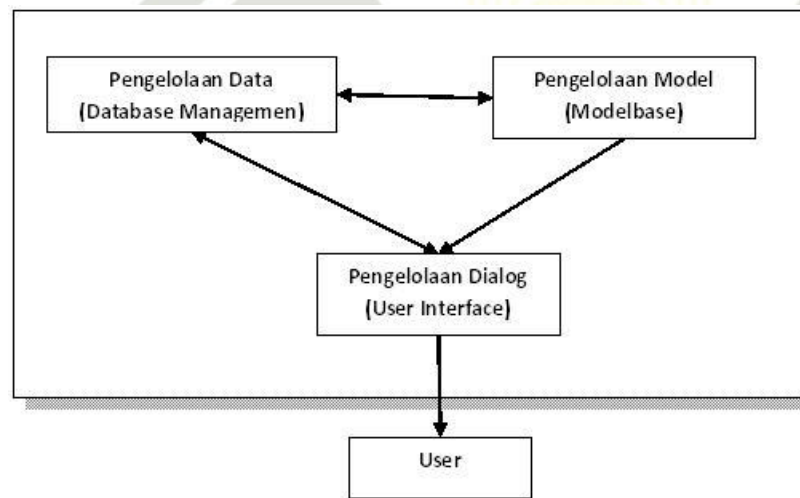 Pengelolaan Data
(Database Managemen)
Pengelolaan Model
(Modelbase)
Pengelolaan Dialog
(User Interface)
User